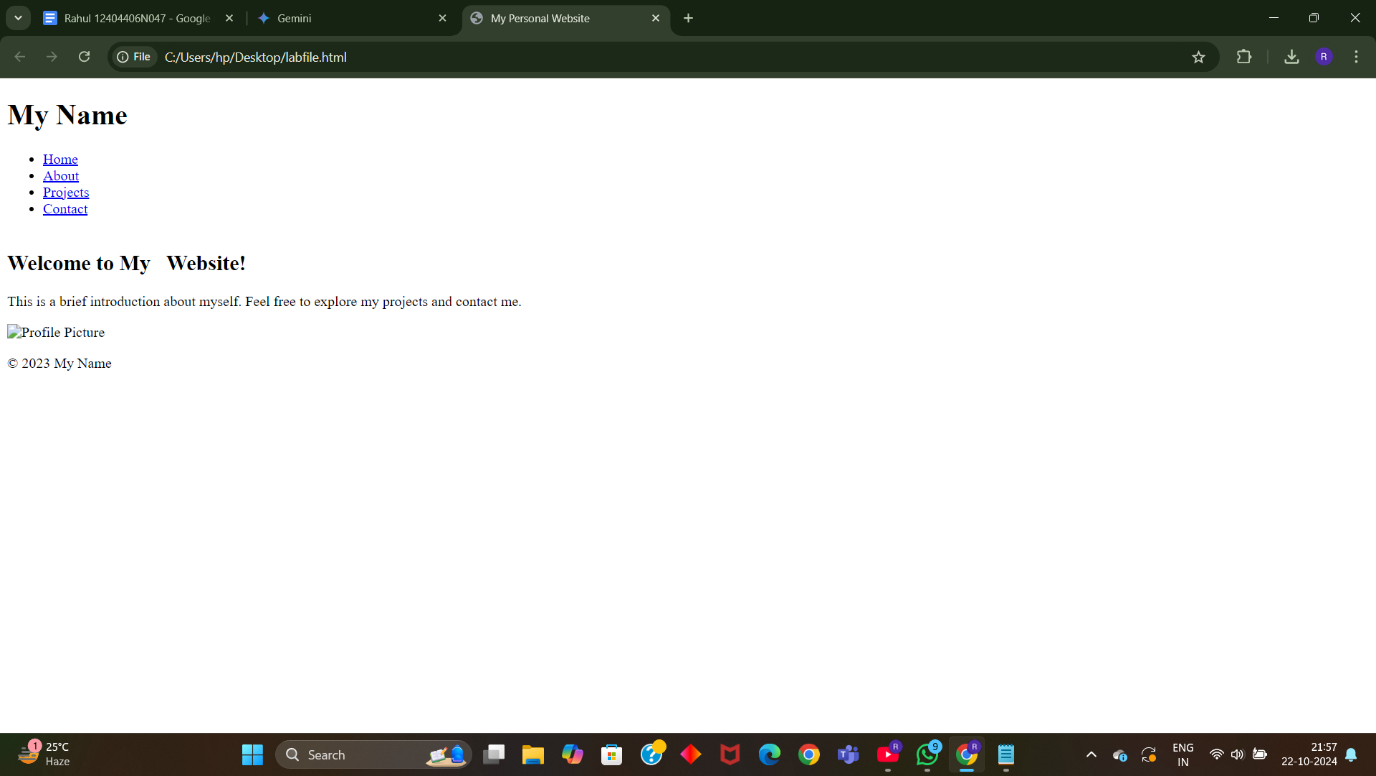 Rahul 12404406N047 - Google
Gemini
My Personal Website
File
C:/Users/hp/Desktop/labfile.html
R
My Name
Home
About
Projects
Contact
Welcome to My   Website!
This is a brief introduction about myself. Feel free to explore my projects and contact me.
Profile Picture
© 2023 My Name
1
25°C
Haze
Search
R
9
R
ENG
IN
21:57
22-10-2024